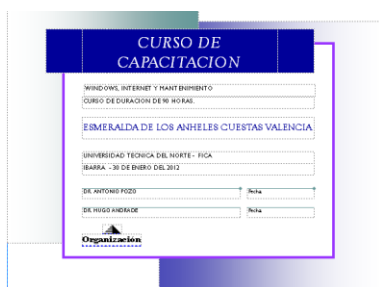 CURSO DE
CAPACITACION
WINDOWS, INTERNET Y MANTENIMIENTO
CURSO DE DURACION DE 90 HORAS.
ESMERALDA DE LOS ANHELES CUESTAS VALENCIA
UNIVERSIDAD TECNICA DEL NORTE - FICA
IBARRA - 30 DE ENERO DEL 2012
DR. ANTONIO POZO
Fecha
DR. HUGO ANDRADE
Fecha
Organización